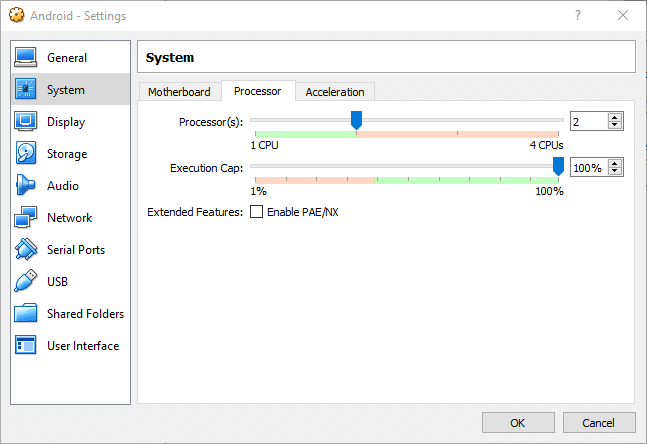 Android - Settings
?
General
System
Display
Storage
Audio
Network
Serial Ports
USB
Shared Folders
User Interface
System
Motherboard Processor Acceleration
Processor(s): 2
1 CPU 4 CPUs
Execution Cap: 100%
1% 100%
Extended Features: Enable PAE/NX
OK Cancel